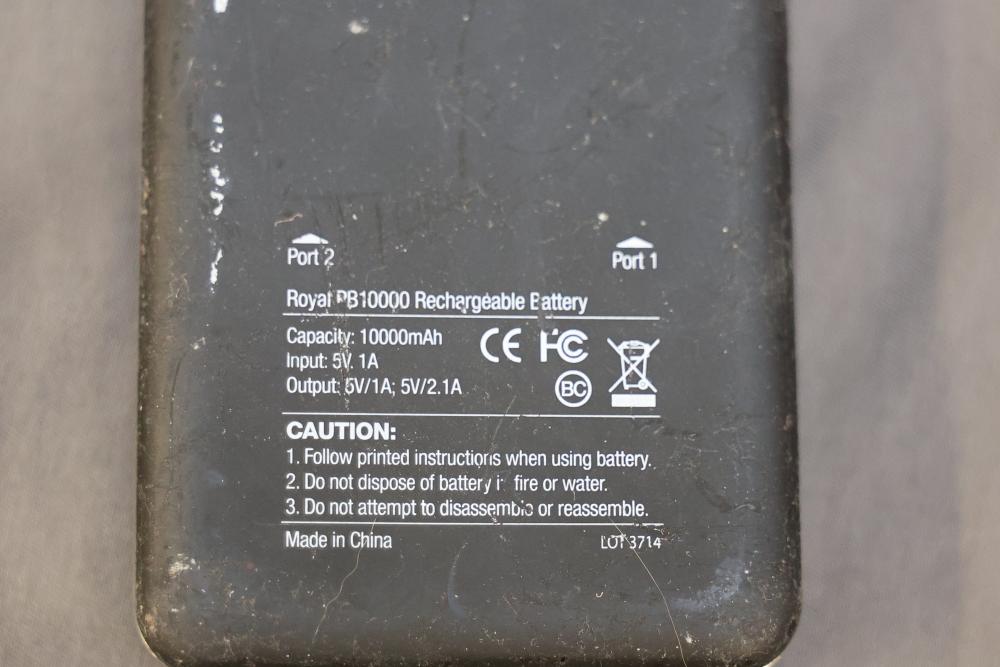 Port 2 Port 1
Royal PB10000 Rechargeable Battery
Capacity: 10000mAh
Input: 5V, 1A
Output: 5V/1A; 5V/2.1A
CE FC
BC
CAUTION:
1. Follow printed instructions when using battery.
2. Do not dispose of battery in fire or water.
3. Do not attempt to disassemble or reassemble.
Made in China LOT 3714